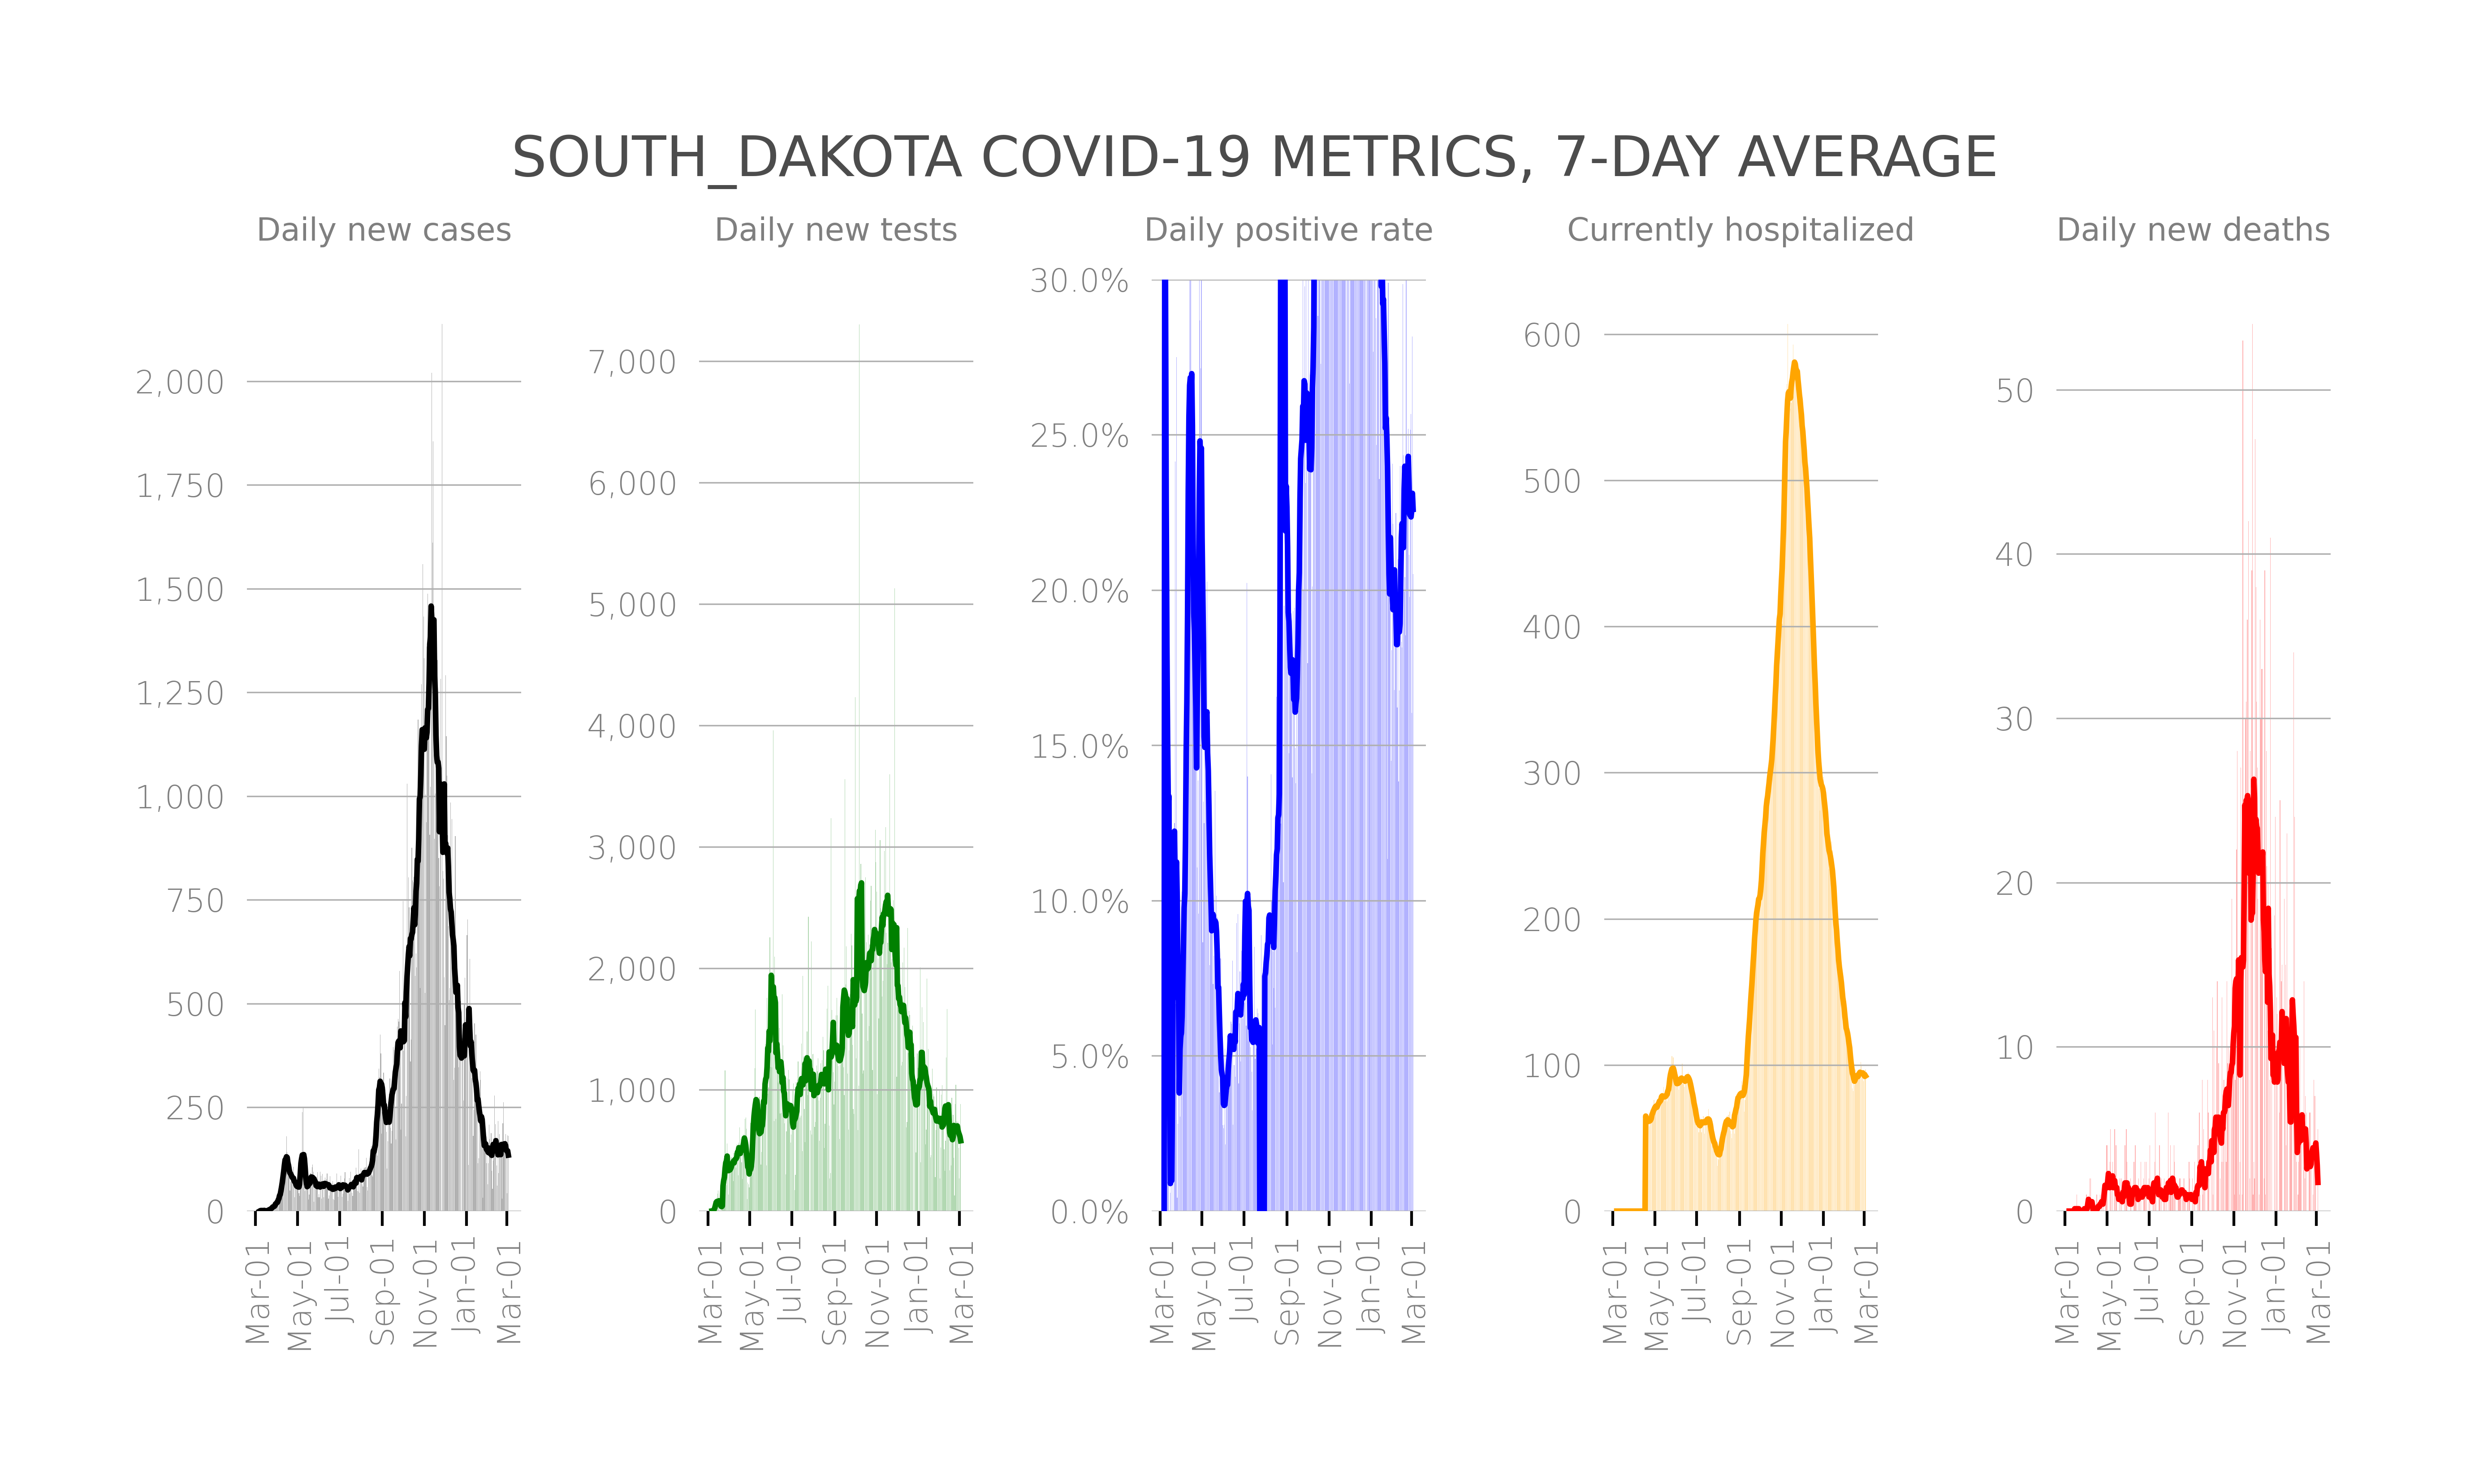 SOUTH_DAKOTA COVID-19 METRICS, 7-DAY AVERAGE
Daily new cases
2,000
1,750
1,500
1,250
1,000
750
500
250
0
Mar-01
May-01
Jul-01
Sep-01
Nov-01
Jan-01
Mar-01
Daily new tests
7,000
6,000
5,000
4,000
3,000
2,000
1,000
0
Mar-01
May-01
Jul-01
Sep-01
Nov-01
Jan-01
Mar-01
Daily positive rate
30.0%
25.0%
20.0%
15.0%
10.0%
5.0%
0.0%
Mar-01
May-01
Jul-01
Sep-01
Nov-01
Jan-01
Mar-01
Currently hospitalized
600
500
400
300
200
100
0
Mar-01
May-01
Jul-01
Sep-01
Nov-01
Jan-01
Mar-01
Daily new deaths
50
40
30
20
10
0
Mar-01
May-01
Jul-01
Sep-01
Nov-01
Jan-01
Mar-01